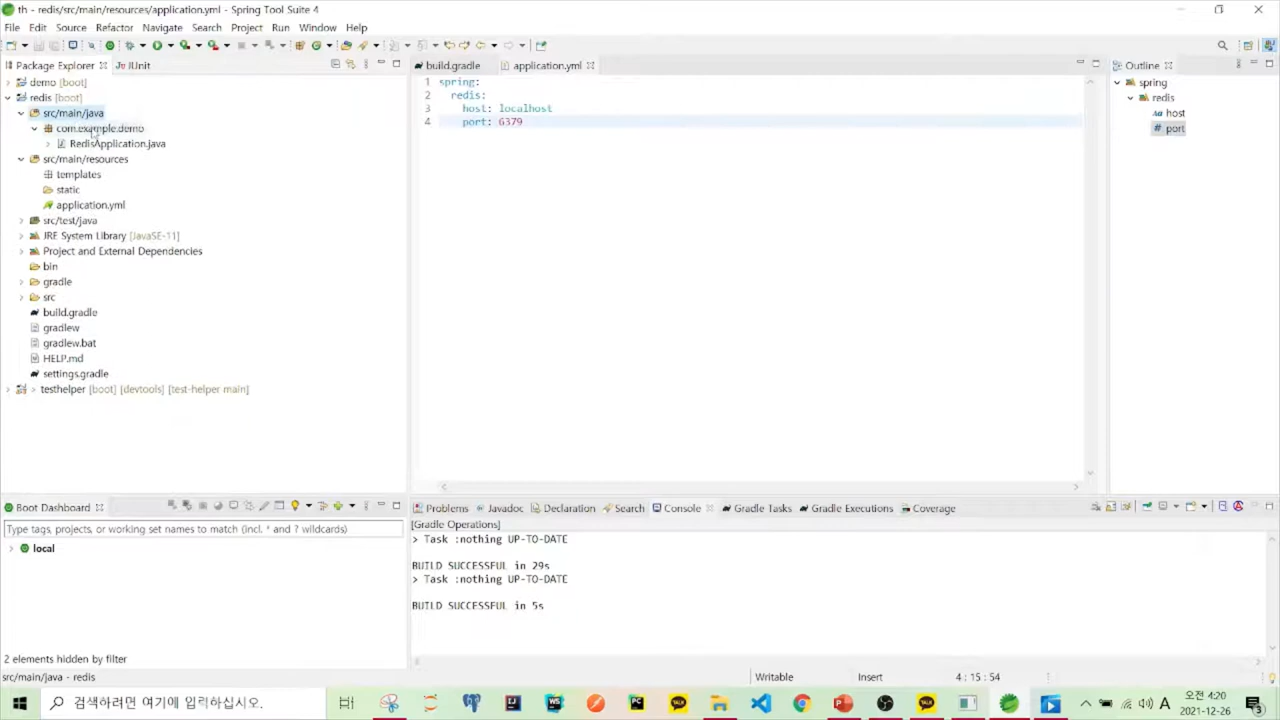 th - redis/src/main/resources/application.yml - Spring Tool Suite 4
File Edit Source Refactor Navigate Search Project Run Window Help
Package Explorer JUnit
demo [boot]
redis [boot]
src/main/java
com.example.demo
RedisApplication.java
src/main/resources
templates
static
application.yml
src/test/java
JRE System Library [JavaSE-11]
Project and External Dependencies
bin
gradle
src
build.gradle
gradlew
gradlew.bat
HELP.md
settings.gradle
> testhelper [boot] [devtools] [test-helper main]
build.gradle application.yml
1 spring:
2 redis:
3 host: localhost
4 port: 6379
Outline
spring
redis
host
port
Boot Dashboard
Type tags, projects, or working set names to match (incl. * and ? wildcards)
local
2 elements hidden by filter
Problems Javadoc Declaration Search Console Gradle Tasks Gradle Executions Coverage
[Gradle Operations]
> Task :nothing UP-TO-DATE
BUILD SUCCESSFUL in 29s
> Task :nothing UP-TO-DATE
BUILD SUCCESSFUL in 5s
src/main/java - redis
Writable Insert 4 : 15 : 54
검색하려면 여기에 입력하십시오.
A
오전 4:20
2021-12-26
3